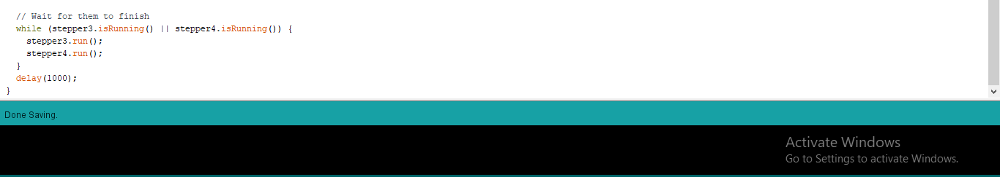 // Wait for them to finish
while (stepper3.isRunning() || stepper4.isRunning()) {
stepper3.run();
stepper4.run();
}
delay(1000);
}
Done Saving.
Activate Windows
Go to Settings to activate Windows.